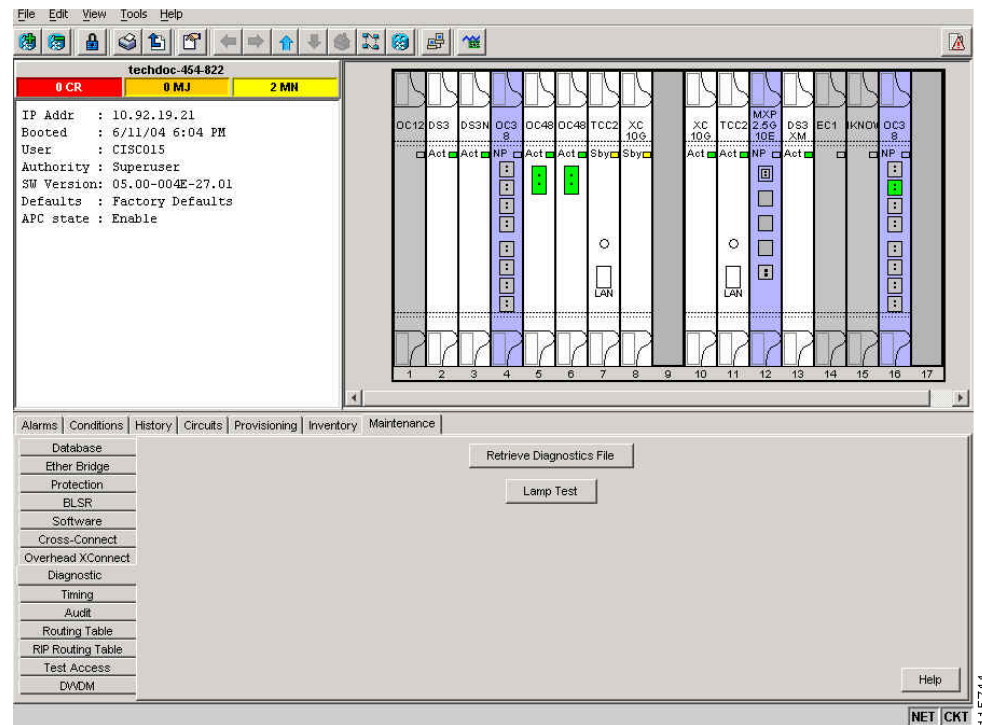 File Edit View Tools Help
techdoc-454-822
0 CR 0 MJ 2 MN
IP Addr : 10.92.19.21
Booted : 6/11/04 6:04 PM
User : CISCO15
Authority : Superuser
SW Version: 05.00-004E-27.01
Defaults : Factory Defaults
APC state : Enable
OC12 DS3 DS3N OC3 8 OC48 OC48 TCC2 XC 10G XC 10G TCC2 MXP 2.5G 10E DS3 XM EC1 IKNOW OC3 8
Act Act NP Act Act Sby Sby Act Act NP Act NP
LAN LAN
1 2 3 4 5 6 7 8 9 10 11 12 13 14 15 16 17
Alarms Conditions History Circuits Provisioning Inventory Maintenance
Database
Ether Bridge
Protection
BLSR
Software
Cross-Connect
Overhead XConnect
Diagnostic
Timing
Audit
Routing Table
RIP Routing Table
Test Access
DWDM
Retrieve Diagnostics File
Lamp Test
Help
NET CKT
115744